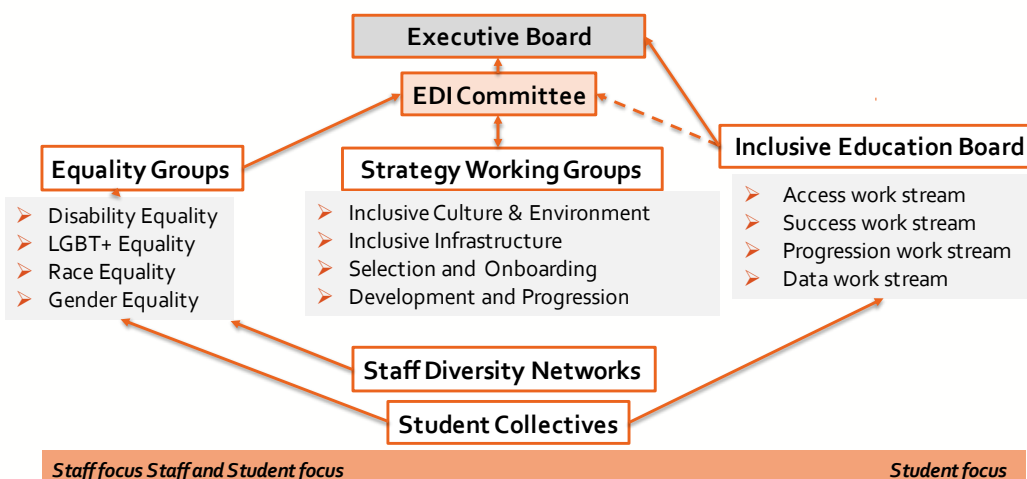 Executive Board
EDI Committee
Equality Groups
Strategy Working Groups
Inclusive Education Board
Disability Equality
LGBT+ Equality
Race Equality
Gender Equality
Inclusive Culture & Environment
Inclusive Infrastructure
Selection and Onboarding
Development and Progression
Access work stream
Success work stream
Progression work stream
Data work stream
Staff Diversity Networks
Student Collectives
Staff focus Staff and Student focus
Student focus